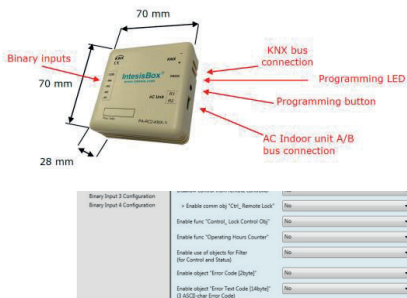 70 mm
Binary inputs
KNX bus
connection
Programming LED
Programming button
70 mm
IntesisBox®
AC Unit
AC Indoor unit A/B
bus connection
28 mm
Binary Input 3 Configuration
No
Binary Input 4 Configuration
> Enable comm obj "Ctrl_ Remote Lock"
No
Enable func "Control_ Lock Control Obj"
No
Enable func "Operating Hours Counter"
No
Enable use of objects for Filter
(for Control and Status)
No
Enable object "Error Code [2byte]"
No
Enable object "Error Text Code [14byte]"
(3 ASCII char Error Code)
No